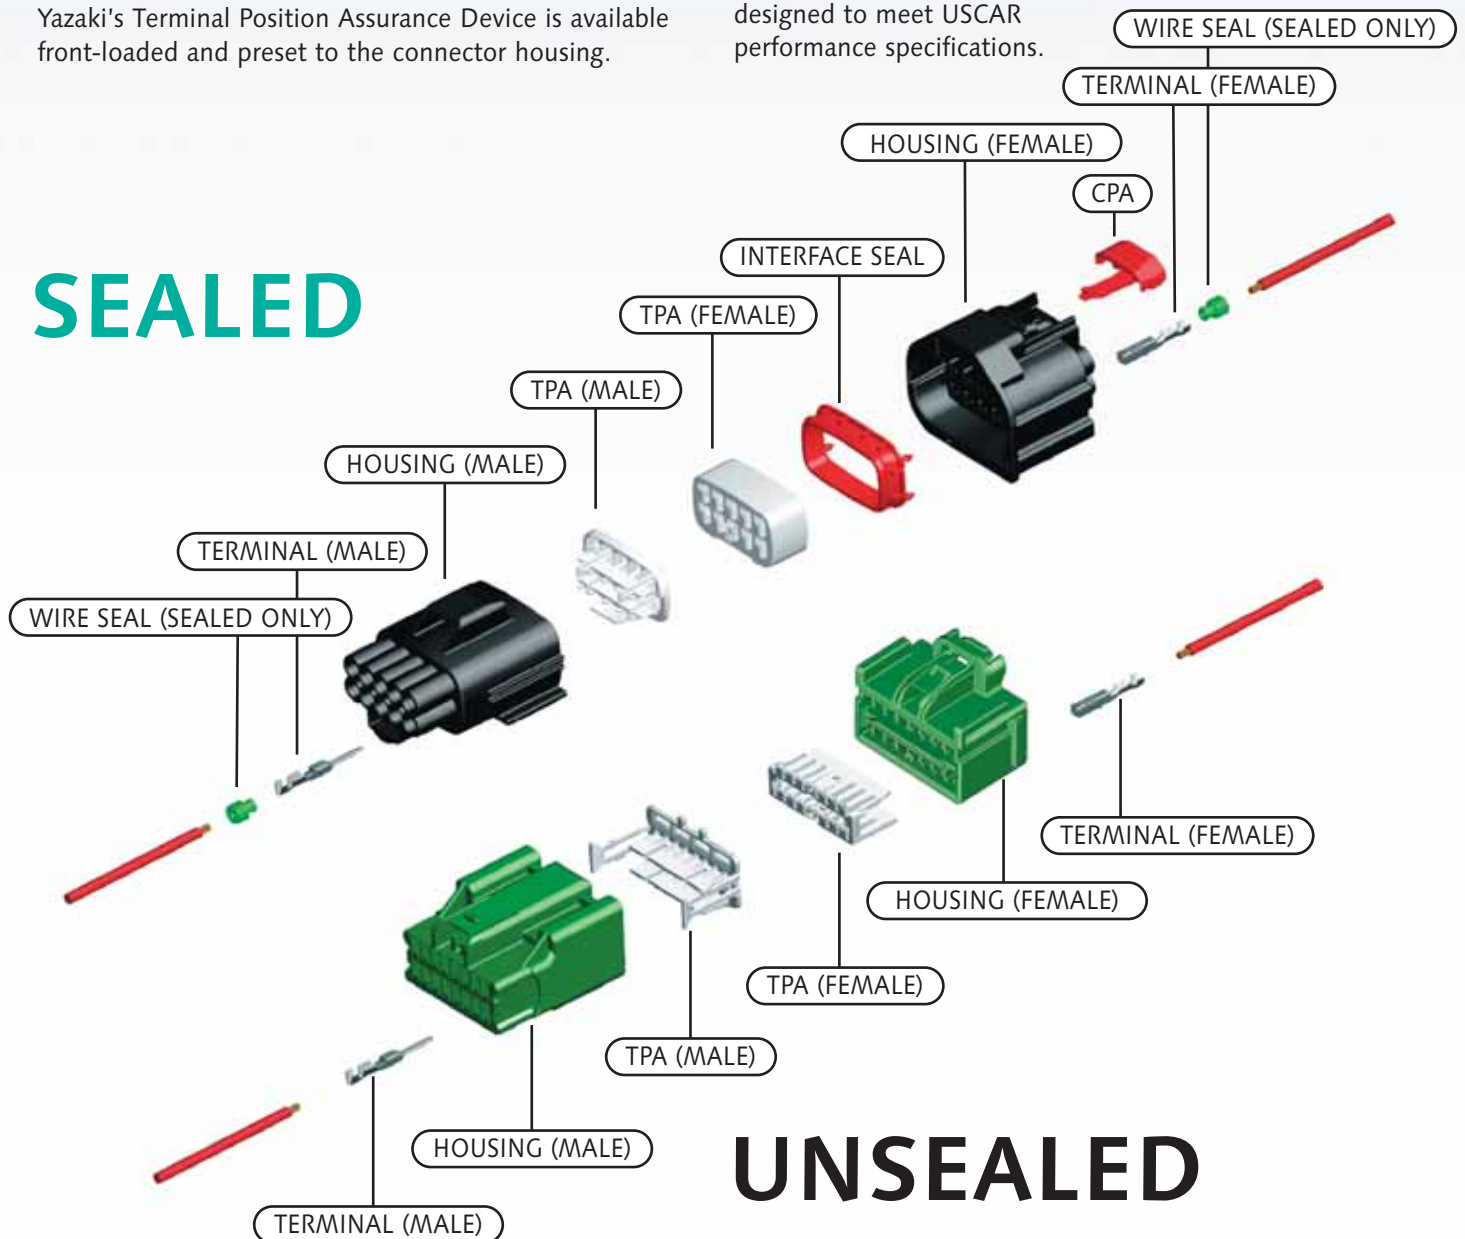 Yazaki's Terminal Position Assurance Device is available
front-loaded and preset to the connector housing.
designed to meet USCAR
performance specifications.
WIRE SEAL (SEALED ONLY)
TERMINAL (FEMALE)
HOUSING (FEMALE)
CPA
INTERFACE SEAL
SEALED
TPA (FEMALE)
TPA (MALE)
HOUSING (MALE)
TERMINAL (MALE)
WIRE SEAL (SEALED ONLY)
TERMINAL (FEMALE)
HOUSING (FEMALE)
TPA (FEMALE)
TPA (MALE)
HOUSING (MALE)
UNSEALED
TERMINAL (MALE)